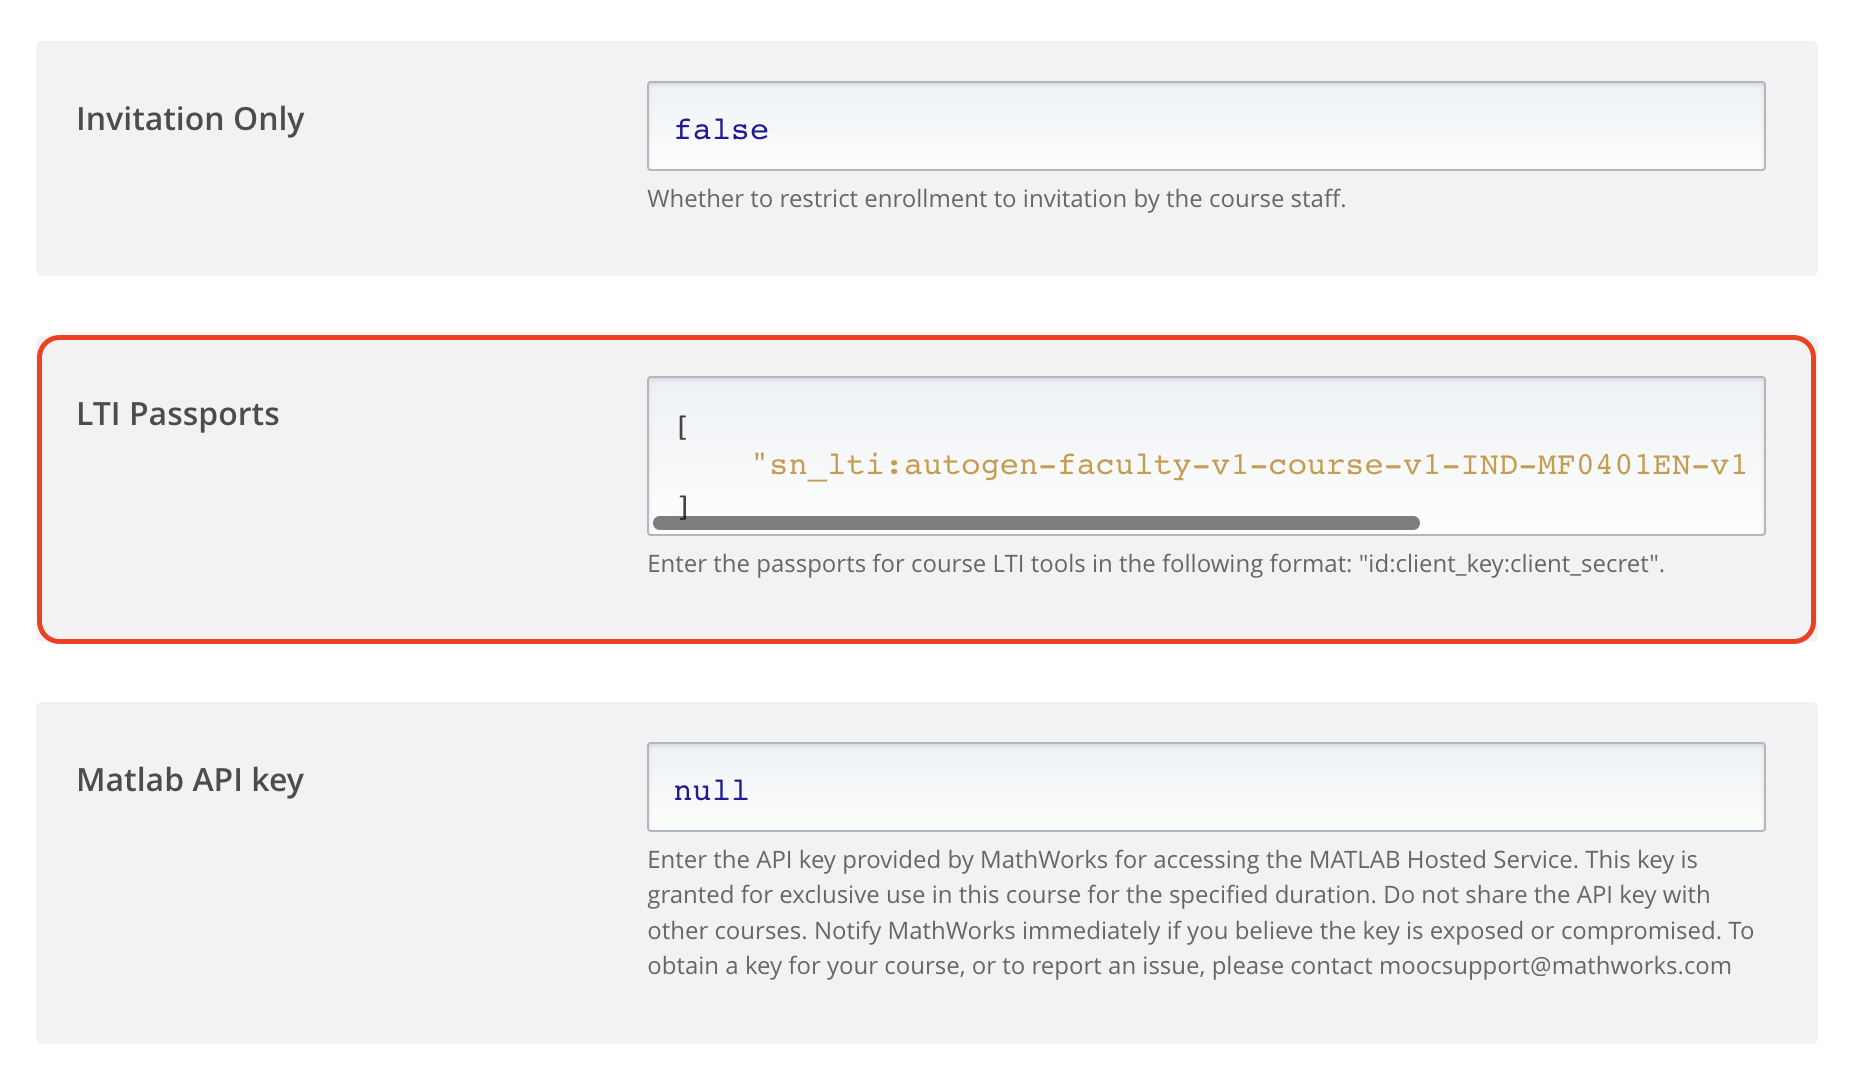 Invitation Only
false
Whether to restrict enrollment to invitation by the course staff.
LTI Passports
[
"sn_lti:autogen-faculty-v1-course-v1-IND-MF0401EN-v1
]
Enter the passports for course LTI tools in the following format: "id:client_key:client_secret".
Matlab API key
null
Enter the API key provided by MathWorks for accessing the MATLAB Hosted Service. This key is
granted for exclusive use in this course for the specified duration. Do not share the API key with
other courses. Notify MathWorks immediately if you believe the key is exposed or compromised. To
obtain a key for your course, or to report an issue, please contact moocsupport@mathworks.com